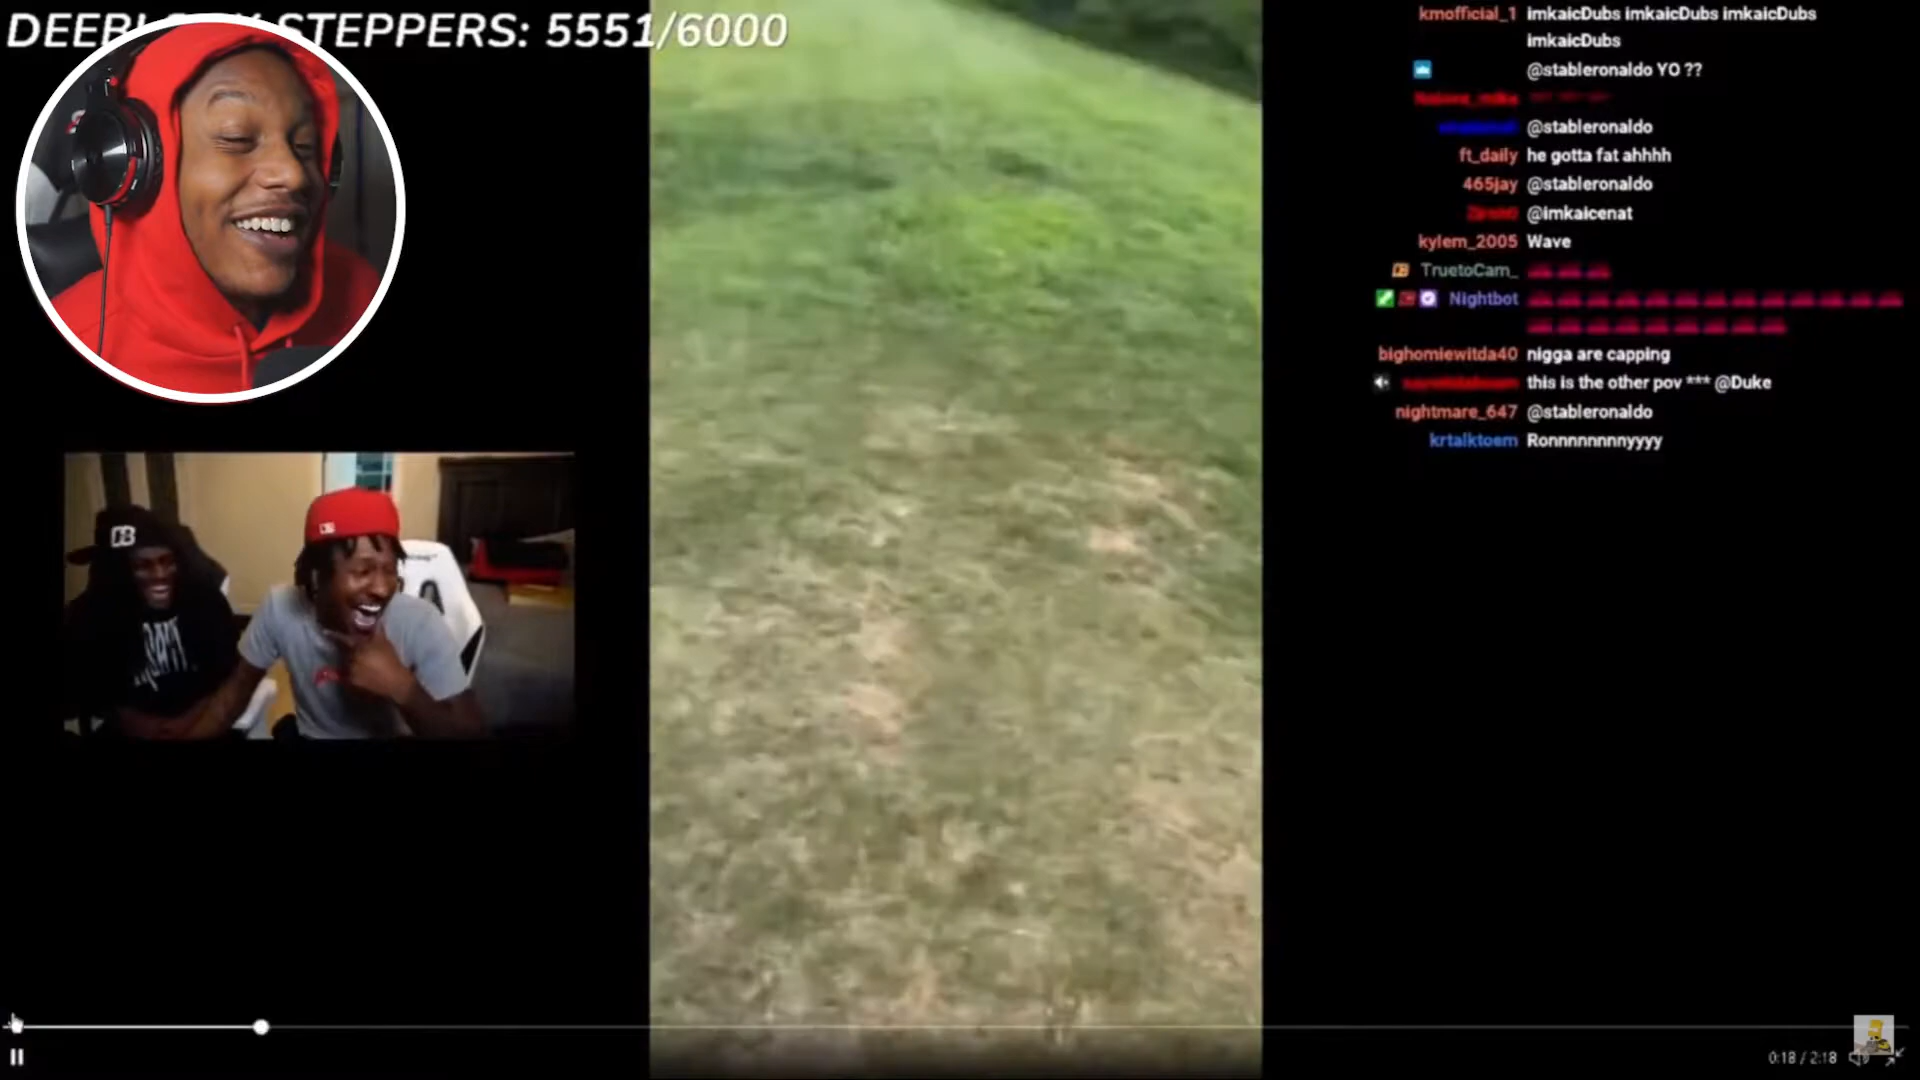 DEEB STEPPERS: 5551/6000
kmofficial_1 imkaicDubs imkaicDubs imkaicDubs
imkaicDubs
@stableronaldo YO ??
@stableronaldo
ft_daily he gotta fat ahhhh
465jay @stableronaldo
@imkaicenat
kylem_2005 Wave
TruetoCam_
Nightbot
bighomiewitda40 nigga are capping
this is the other pov *** @Duke
nightmare_647 @stableronaldo
krtalktoem Ronnnnnnnnyyyy
0:18 / 2:18